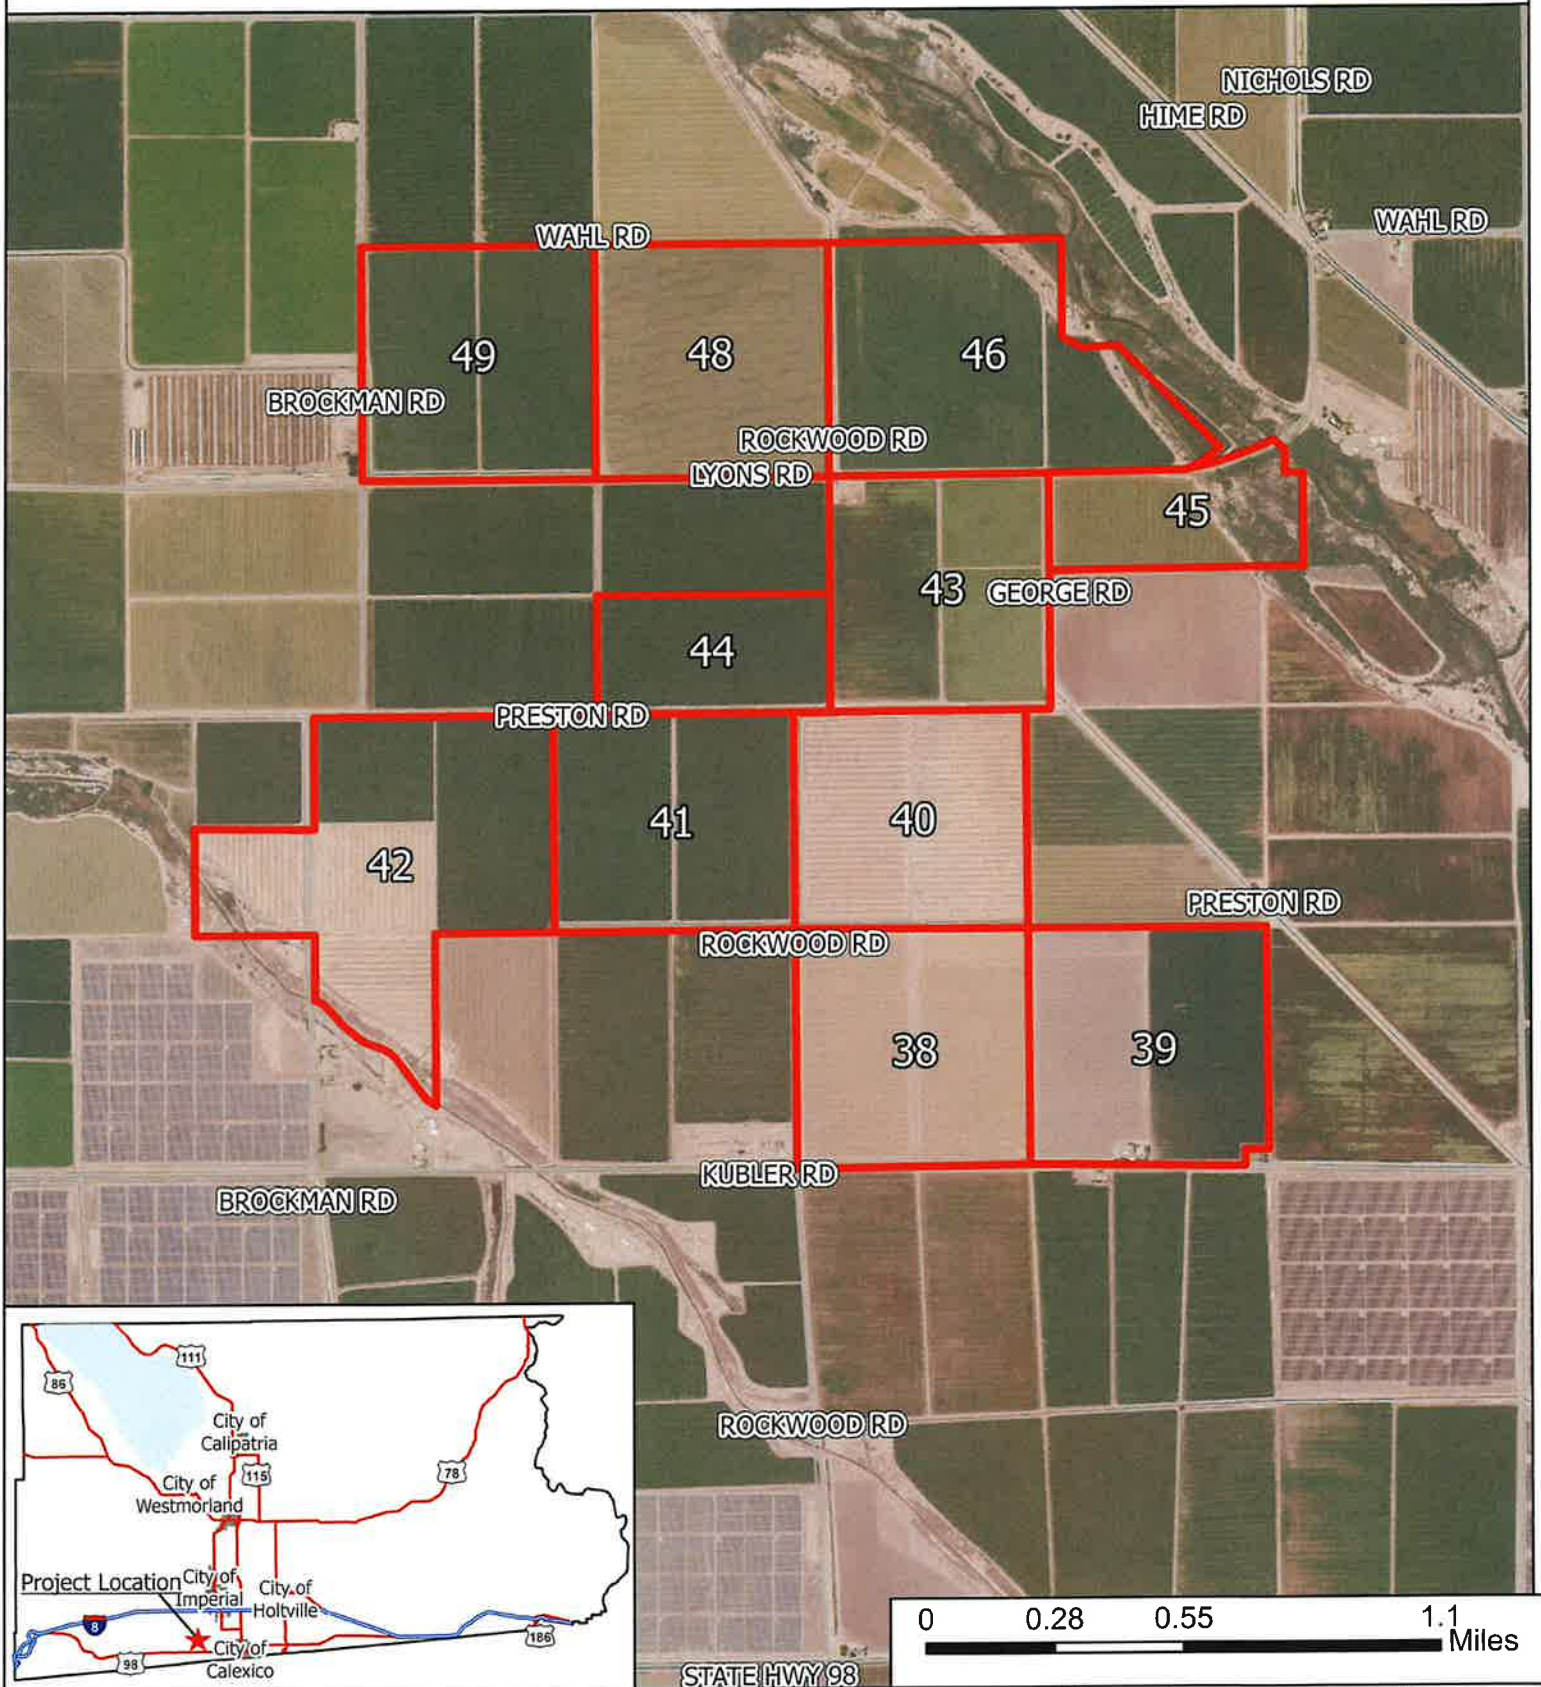 NICHOLS RD
HIME RD
WAHL RD
WAHL RD
49
48
46
BROCKMAN RD
ROCKWOOD RD
LYONS RD
45
43
GEORGE RD
44
PRESTON RD
41
40
42
PRESTON RD
ROCKWOOD RD
38
39
KUBLER RD
BROCKMAN RD
ROCKWOOD RD
STATE HWY 98
111
86
City of
Calipatria
115
78
City of
Westmorland
Project Location
City of
Imperial
City of
Holtville
8
186
98
City of
Calexico
0 0.28 0.55 1.1
Miles